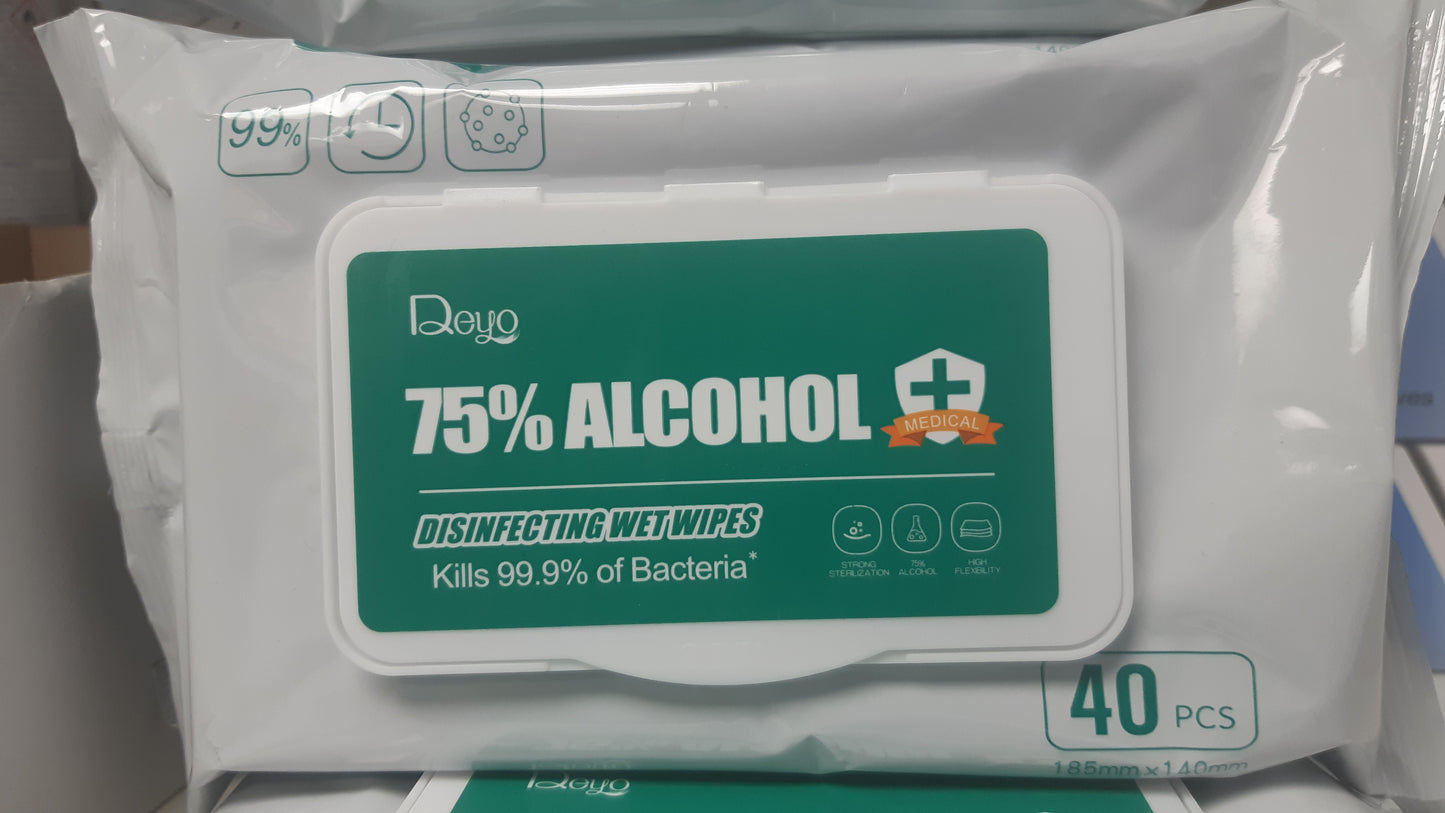 99%
Deyo
75% ALCOHOL
MEDICAL
DISINFECTING WET WIPES
Kills 99.9% of Bacteria*
STRONG STERILIZATION
75% ALCOHOL
HIGH FLEXIBILITY
40 PCS
185mm x 140mm
Deyo